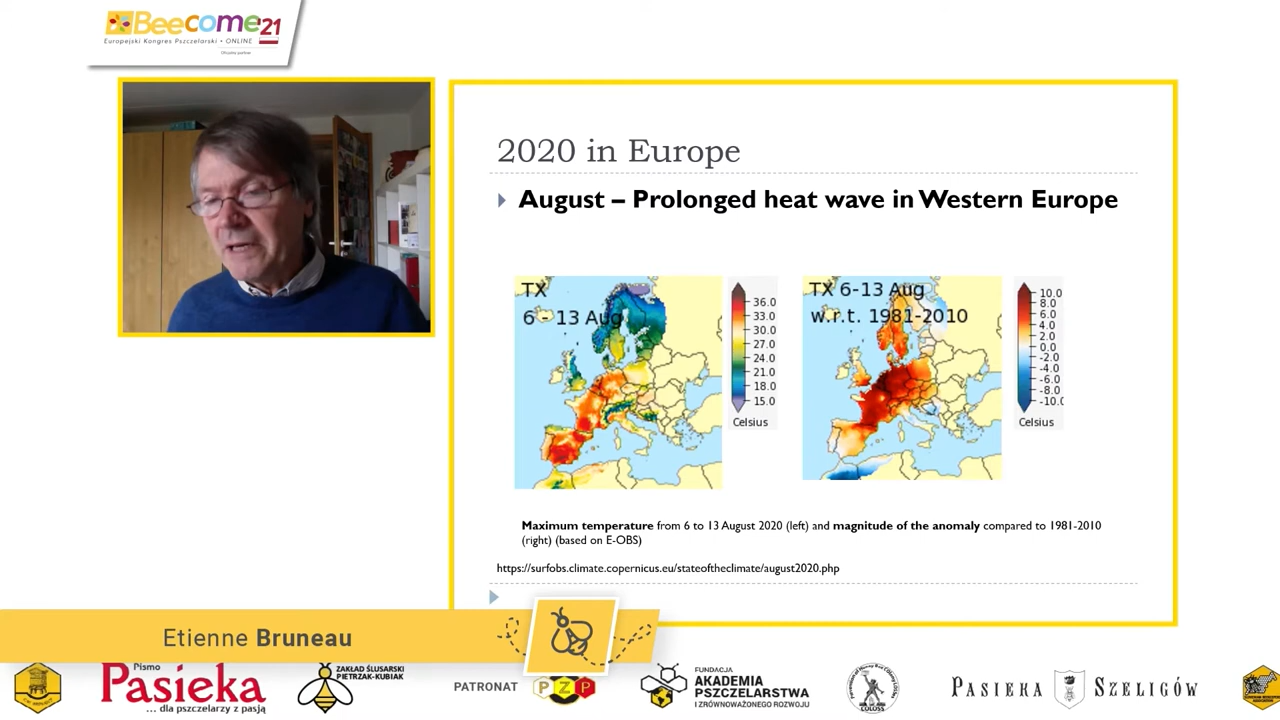 Beecome'21
Europejski Kongres Pszczelarski • ONLINE
2020 in Europe
August – Prolonged heat wave in Western Europe
TX
6 - 13 Aug
36.0
33.0
30.0
27.0
24.0
21.0
18.0
15.0
Celsius
TX 6-13 Aug
w.r.t. 1981-2010
10.0
8.0
6.0
4.0
2.0
0.0
-2.0
-4.0
-6.0
-8.0
-10.0
Celsius
Maximum temperature from 6 to 13 August 2020 (left) and magnitude of the anomaly compared to 1981-2010
(right) (based on E-OBS)
https://surfobs.climate.copernicus.eu/stateoftheclimate/august2020.php
Etienne Bruneau
Pismo
Pasieka
... dla pszczelarzy z pasją
ZAKŁAD ŚLUSARSKI
PIETRZAK-KUBIAK
PATRONAT
PZP
FUNDACJA
AKADEMIA
PSZCZELARSTWA
I ZRÓWNOWAŻONEGO ROZWOJU
COLOSS
PASIEKA
SZELIGÓW